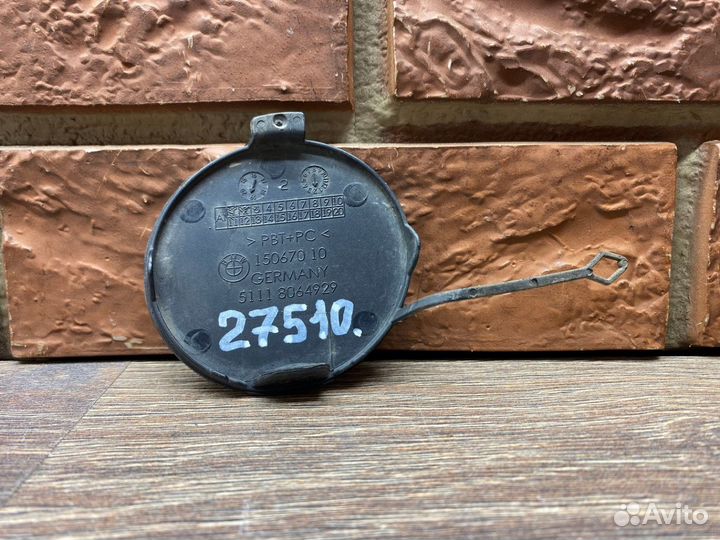 2
> PBT+PC <
150670 10
GERMANY
5111 8064929
27510.
Avito